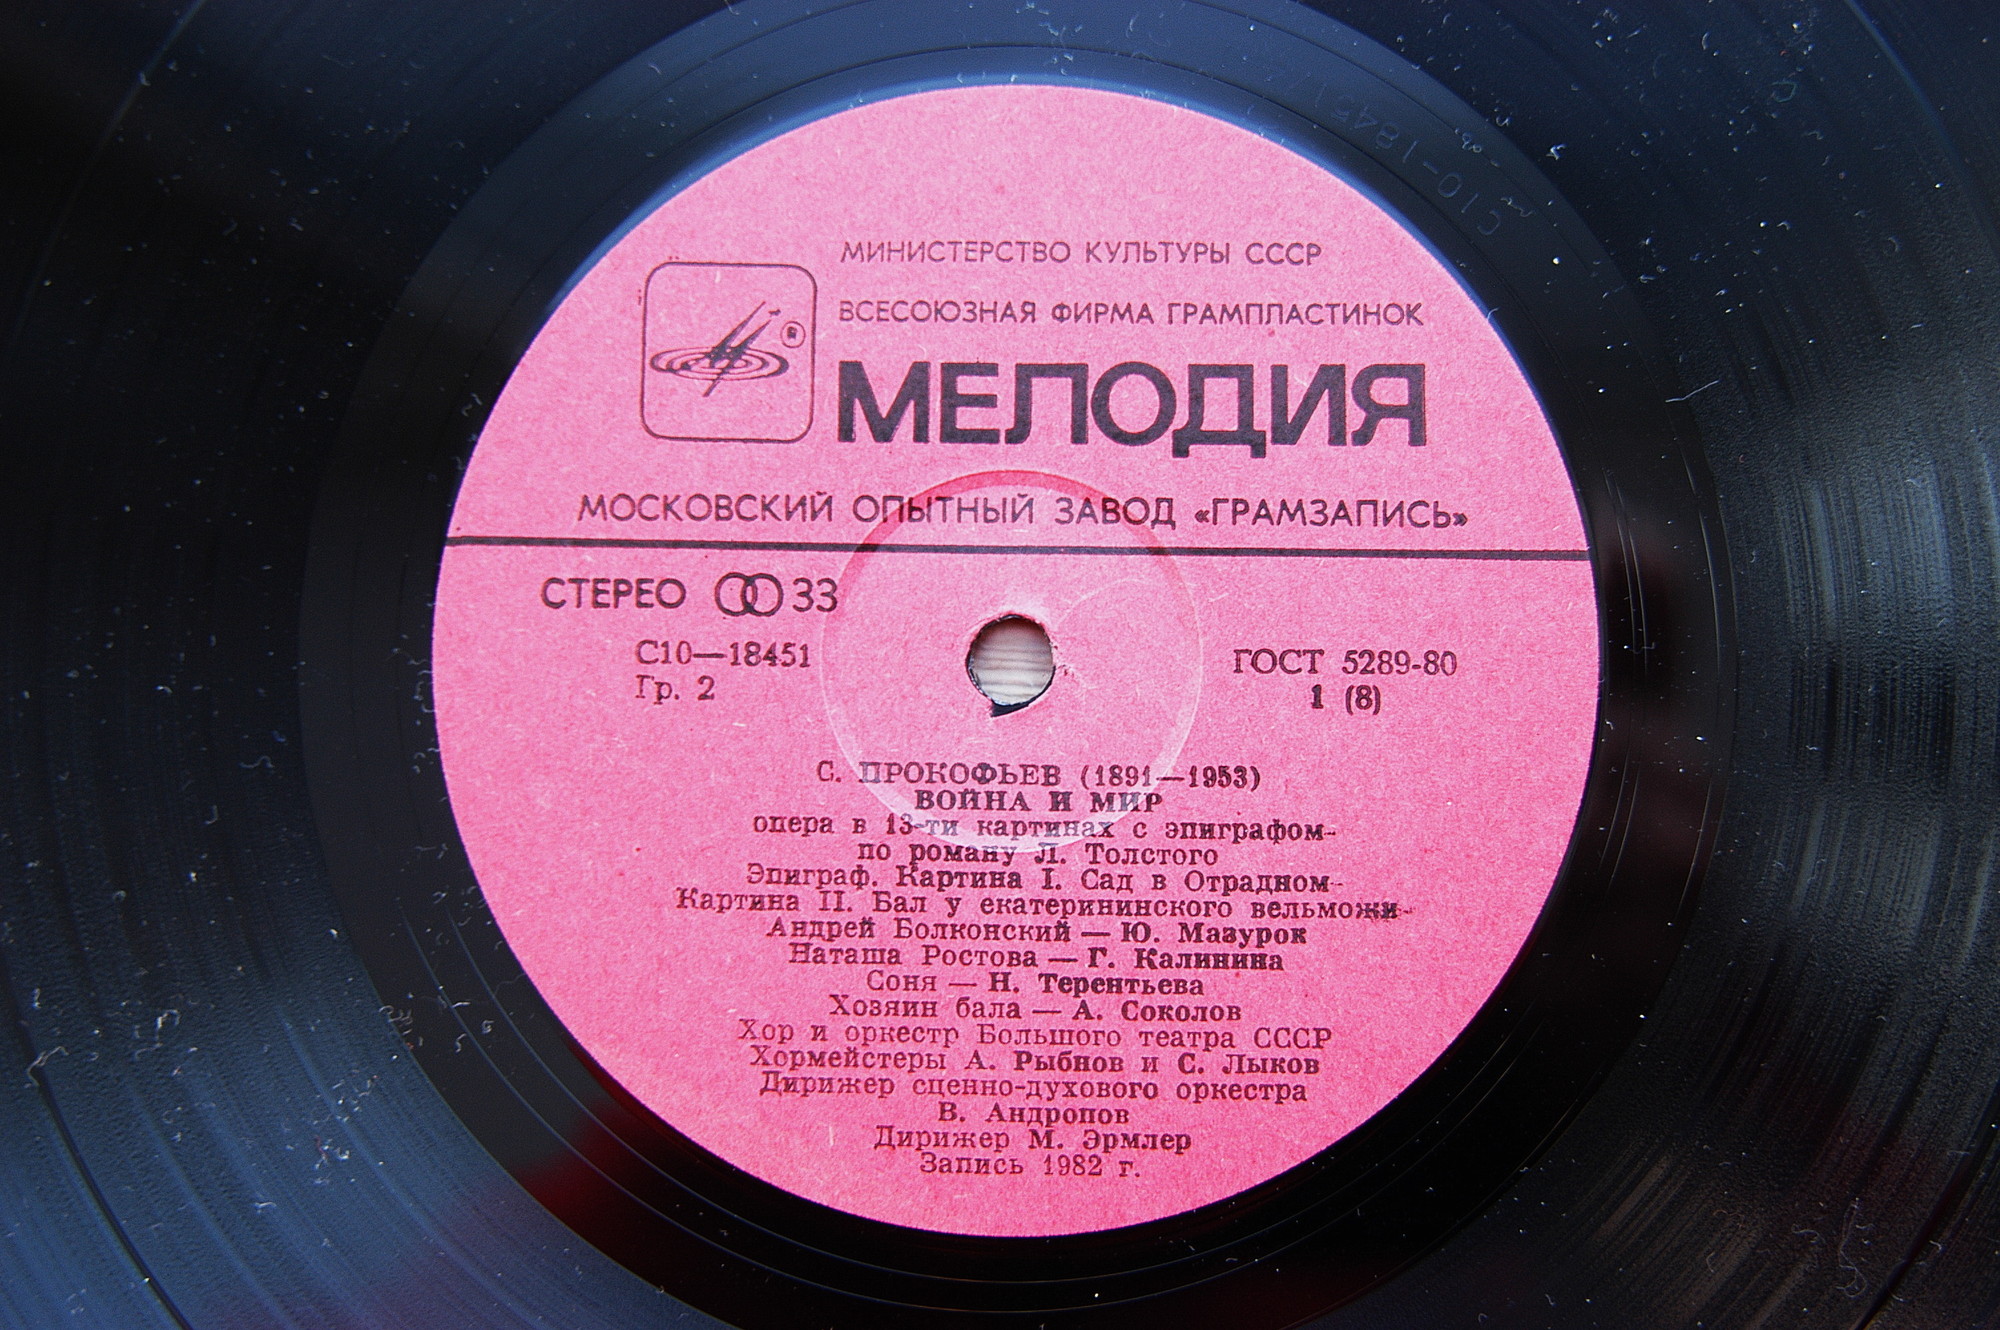 МИНИСТЕРСТВО КУЛЬТУРЫ СССР
ВСЕСОЮЗНАЯ ФИРМА ГРАМПЛАСТИНОК
МЕЛОДИЯ
МОСКОВСКИЙ ОПЫТНЫЙ ЗАВОД «ГРАМЗАПИСЬ»
СТЕРЕО 33
С10—18451
Гр. 2
ГОСТ 5289-80
1 (8)
С. ПРОКОФЬЕВ (1891—1953)
ВОЙНА И МИР
опера в 13-ти картинах с эпиграфом-
по роману Л. Толстого
Эпиграф. Картина I. Сад в Отрадном-
Картина II. Бал у екатерининского вельможи-
Андрей Болконский — Ю. Мазурок
Наташа Ростова — Г. Калинина
Соня — Н. Терентьева
Хозяин бала — А. Соколов
Хор и оркестр Большого театра СССР
Хормейстеры А. Рыбнов и С. Лыков
Дирижер сценно-духового оркестра
В. Андропов
Дирижер М. Эрмлер
Запись 1982 г.
С10-18451